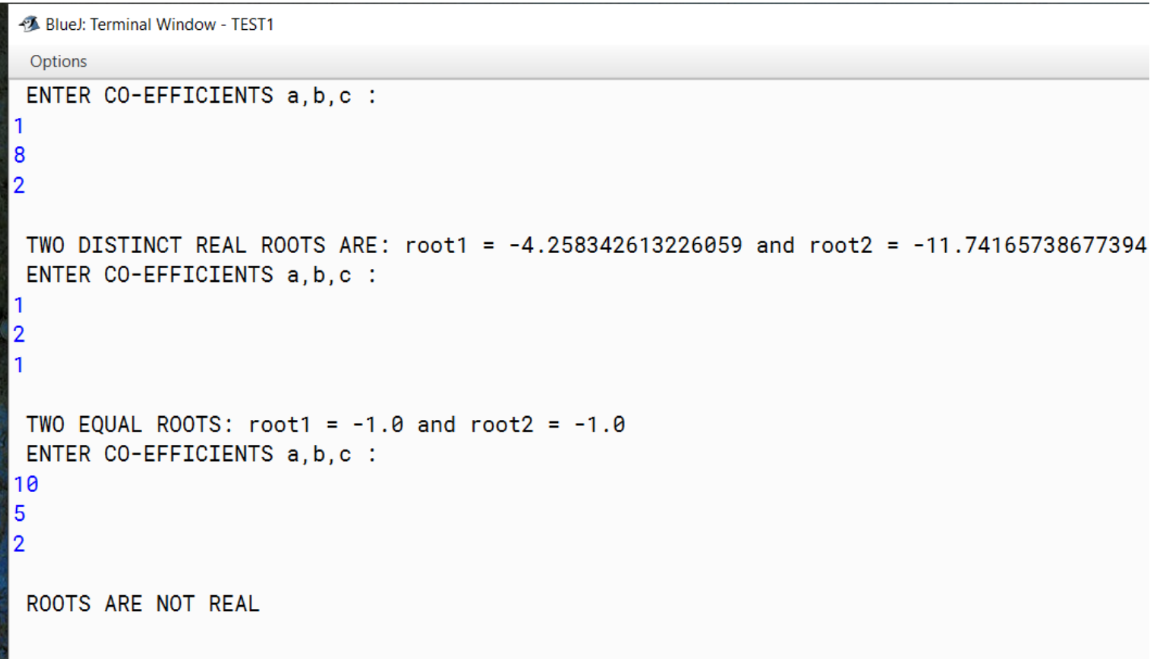 BlueJ: Terminal Window - TEST1
Options
ENTER CO-EFFICIENTS a,b,c :
1
8
2
TWO DISTINCT REAL ROOTS ARE: root1 = -4.258342613226059 and root2 = -11.74165738677394
ENTER CO-EFFICIENTS a,b,c :
1
2
1
TWO EQUAL ROOTS: root1 = -1.0 and root2 = -1.0
ENTER CO-EFFICIENTS a,b,c :
10
5
2
ROOTS ARE NOT REAL